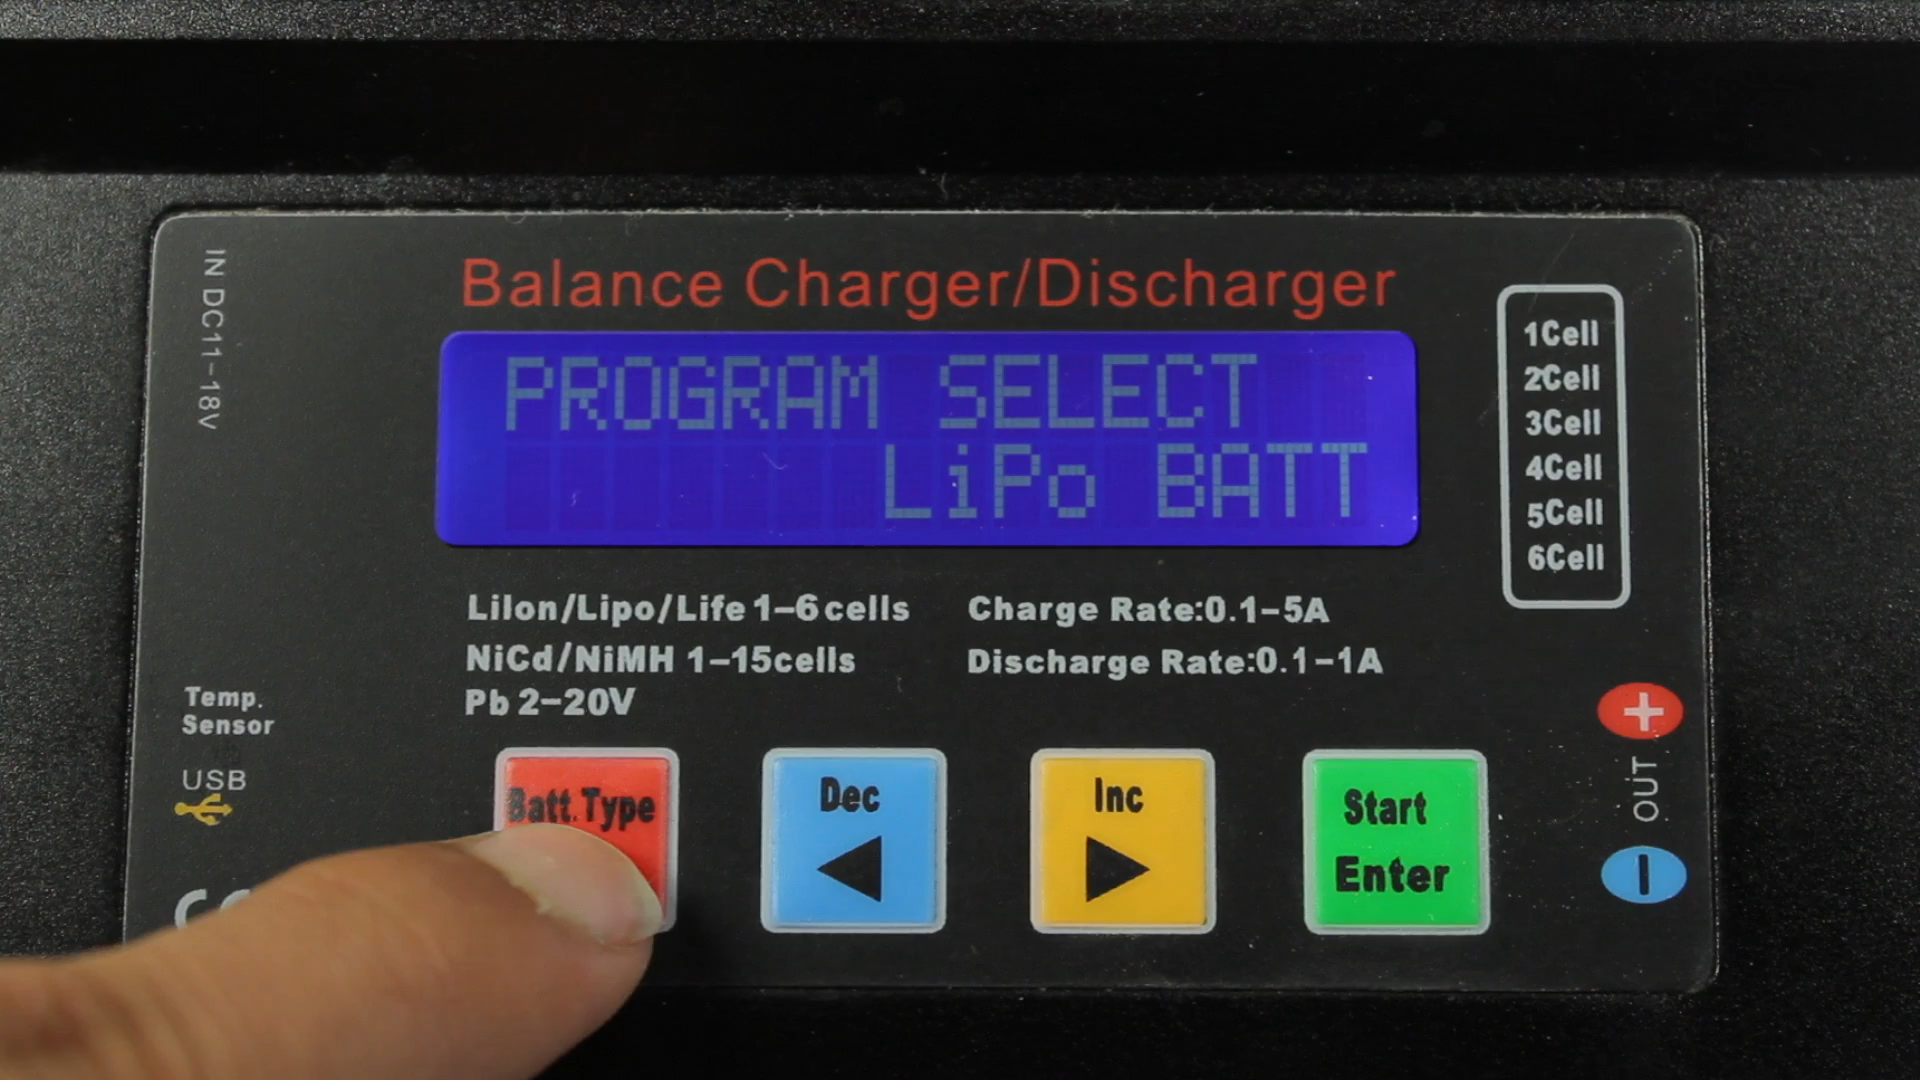 IN DC11-18V
Balance Charger/Discharger
PROGRAM SELECT
LiPo BATT
1Cell
2Cell
3Cell
4Cell
5Cell
6Cell
LiIon/Lipo/Life 1-6cells
Charge Rate:0.1-5A
NiCd/NiMH 1-15cells
Discharge Rate:0.1-1A
Pb 2-20V
Temp.
Sensor
USB
Batt.Type
Dec
Inc
Start
Enter
+
OUT
-